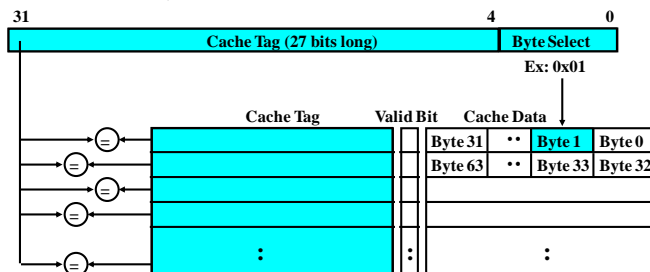 31 4 0
Cache Tag (27 bits long) Byte Select
Ex: 0x01
Cache Tag Valid Bit Cache Data
= Byte 31 ·· Byte 1 Byte 0
= Byte 63 ·· Byte 33 Byte 32
=
=
= : : :